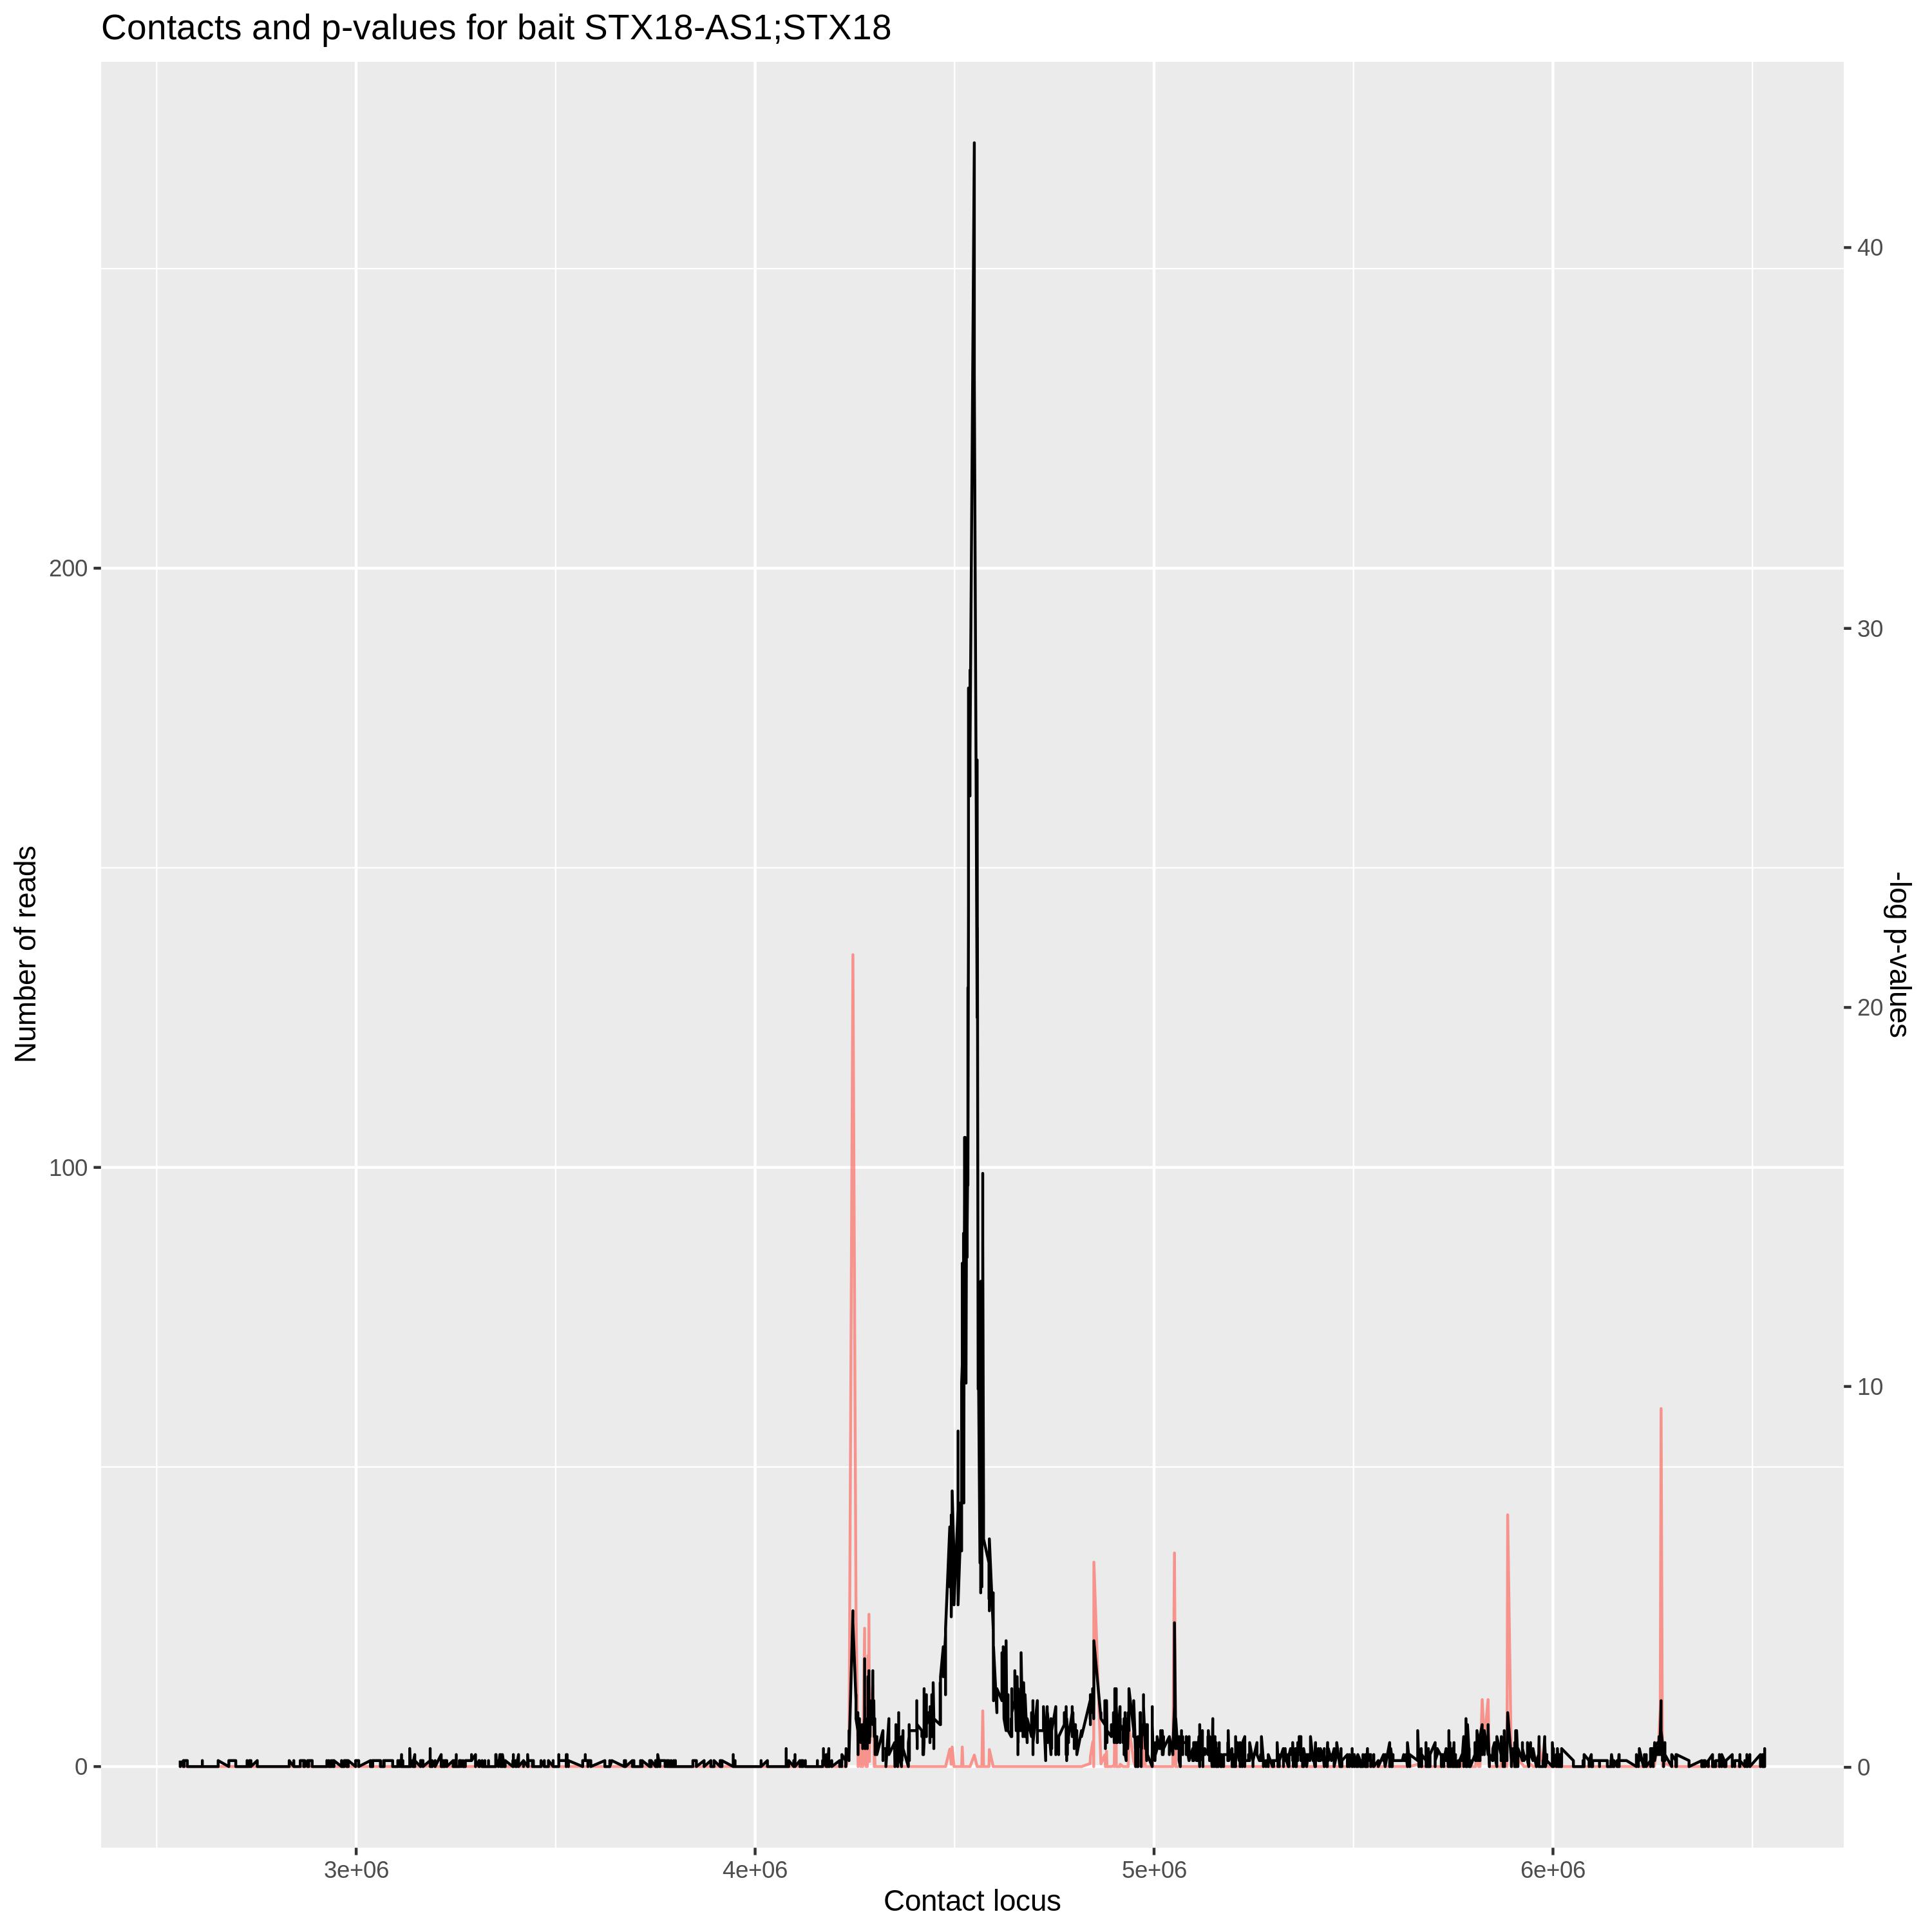 Contacts and p-values for bait STX18-AS1;STX18
Number of reads
200
100
0
40
30
20
10
0
-log p-values
3e+06
4e+06
5e+06
6e+06
Contact locus